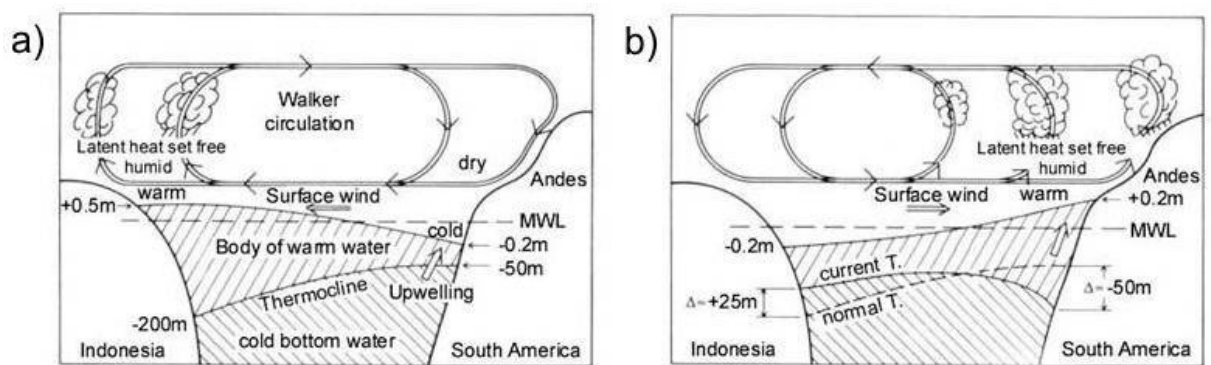 a)
Walker
circulation
Latent heat set free
humid
dry
warm
Surface wind
Andes
+0.5m
MWL
cold
-0.2m
Body of warm water
-50m
Thermocline
Upwelling
-200m
cold bottom water
Indonesia
South America
b)
Latent heat set free
humid
Surface wind
warm
Andes
+0.2m
MWL
-0.2m
current T.
Δ=+25m
normal T.
Δ=-50m
Indonesia
South America